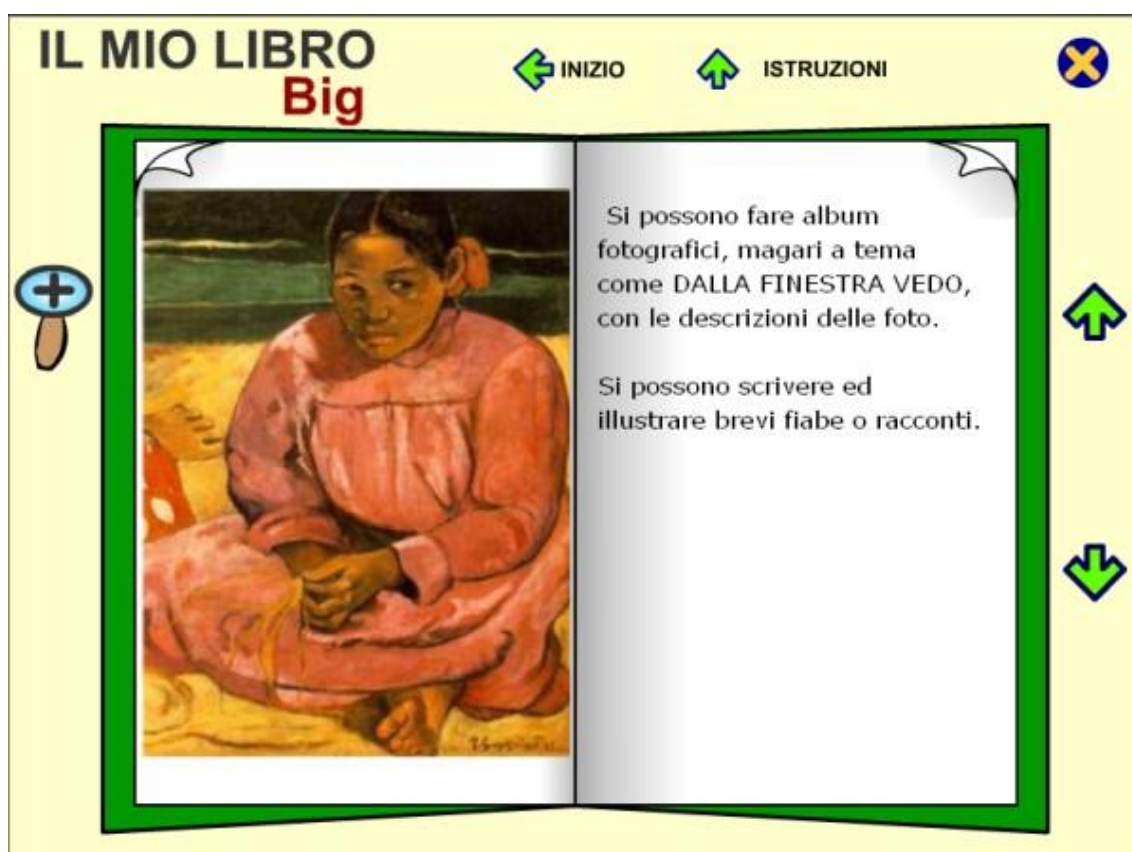 IL MIO LIBRO
Big
INIZIO
ISTRUZIONI
Si possono fare album
fotografici, magari a tema
come DALLA FINESTRA VEDO,
con le descrizioni delle foto.
Si possono scrivere ed
illustrare brevi fiabe o racconti.